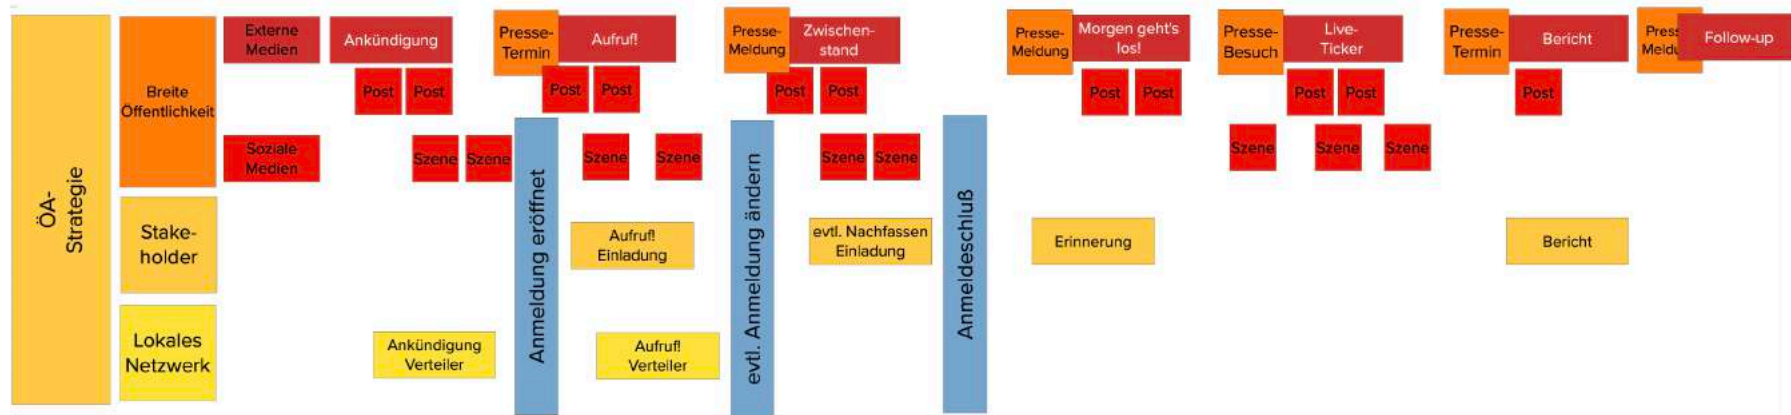 ÖA-
Strategie
Breite
Öffentlichkeit
Externe
Medien
Ankündigung
Presse-
Termin
Aufruf!
Presse-
Meldung
Zwischen-
stand
Presse-
Meldung
Morgen geht's
los!
Presse-
Besuch
Live-
Ticker
Presse-
Termin
Bericht
Presse-
Meldung
Follow-up
Post
Post
Post
Post
Post
Post
Post
Post
Post
Post
Post
Soziale
Medien
Szene
Szene
Szene
Szene
Szene
Szene
Szene
Szene
Szene
Anmeldung eröffnet
evtl. Anmeldung ändern
Anmeldeschluß
Stake-
holder
Aufruf!
Einladung
evtl. Nachfassen
Einladung
Erinnerung
Bericht
Lokales
Netzwerk
Ankündigung
Verteiler
Aufruf!
Verteiler